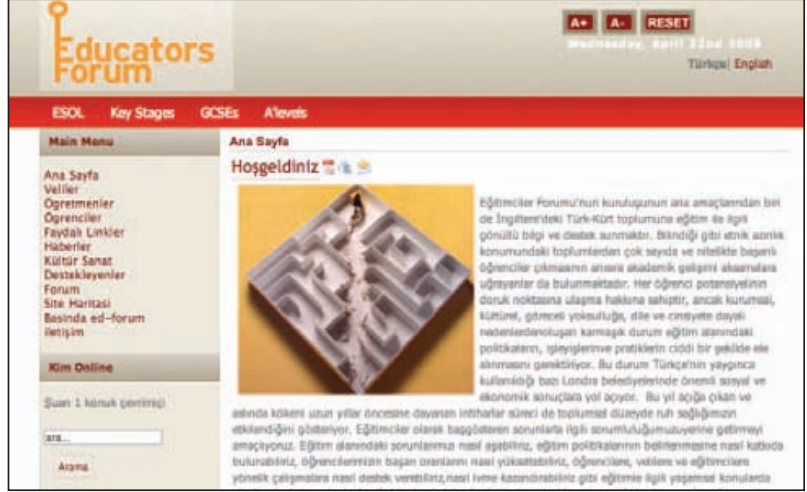 Educators
Forum
A+ A- RESET
Wednesday, April 22nd 2009
Türkçe| English
ESOL Key Stages GCSEs A'levels
Main Menu
Ana Sayfa
Veliler
Ogretmenler
Ögrenciler
Faydalı Linkler
Haberler
Kültür Sanat
Destekleyenler
Forum
Site Haritasi
Basinda ed-forum
iletişim
Kim Online
Şuan 1 konuk çevrimiçi
ara...
Arama
Ana Sayfa
Hoşgeldiniz
Eğitimciler Forumu'nun kuruluşunun ana amaçlarından biri
de İngiltere'deki Türk-Kürt toplumuna eğitim ile ilgili
gönüllü bilgi ve destek sunmaktır. Bilindiği gibi etnik azınlık
konumundaki toplumlardan çok sayıda ve nitelikte başarılı
öğrenciler çıkmasının anısıra akademik gelişimi aksamalara
uğrayanlar da bulunmaktadır. Her öğrenci potansiyelinin
doruk noktasına ulaşma hakkına sahiptir, ancak kurumsal,
kültürel, göreceli yoksulluğa, dile ve cinsiyete dayalı
nedenlerdenoluşan karmaşık durum eğitim alanındaki
politikaların, işleyişlerinve pratiklerin ciddi bir şekilde ele
alınmasını gerektiriyor. Bu durum Türkçe'nin yaygınca
kullanıldığı bazı Londra belediyelerinde önemli sosyal ve
ekonomik sonuçlara yol açıyor. Bu yıl açığa çıkan ve
aslında kökeni uzun yıllar öncesine dayanan intiharlar süreci de toplumsal düzeyde ruh sağlığımızın
etkilendiğini gösteriyor. Eğitimciler olarak başgösteren sorunlarla ilgili sorumluluğumuzuyerine getirmeyi
amaçlıyoruz. Eğitim alanındaki sorunlarımızı nasıl aşabiliriz, eğitim politikalarının belirlenmesine nasıl katkıda
bulunabiliriz, öğrencilerimizin başarı oranlarını nasıl yükseltebiliriz, öğrencilere, velilere ve eğitimcilere
yönelik çalışmalara nasıl destek verebiliriz,nasıl ivme kazandırabiliriz gibi eğitimle ilgili yaşamsal konularda